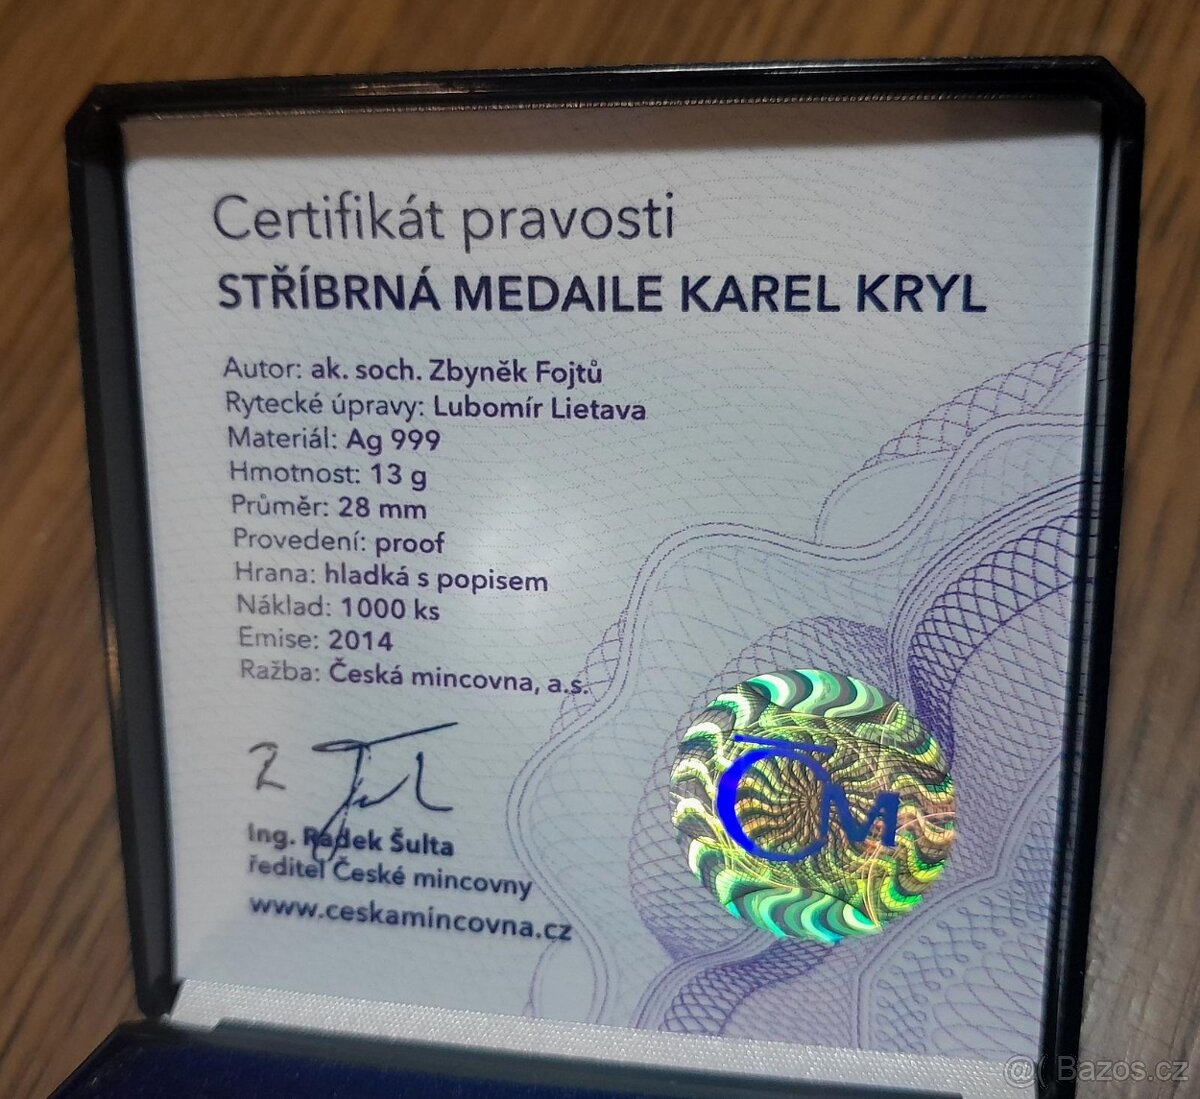 Certifikát pravosti
STŘÍBRNÁ MEDAILE KAREL KRYL
Autor: ak. soch. Zbyněk Fojtů
Rytecké úpravy: Lubomír Lietava
Materiál: Ag 999
Hmotnost: 13 g
Průměr: 28 mm
Provedení: proof
Hrana: hladká s popisem
Náklad: 1000 ks
Emise: 2014
Ražba: Česká mincovna, a.s.
Ing. Radek Šulta
ředitel České mincovny
www.ceskamincovna.cz
ČM
Bazos.cz